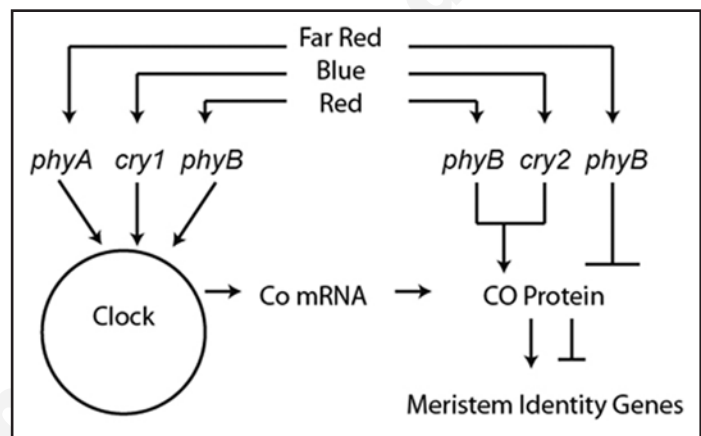 Far Red
Blue
Red
phyA cry1 phyB
phyB cry2 phyB
Clock
Co mRNA
CO Protein
Meristem Identity Genes